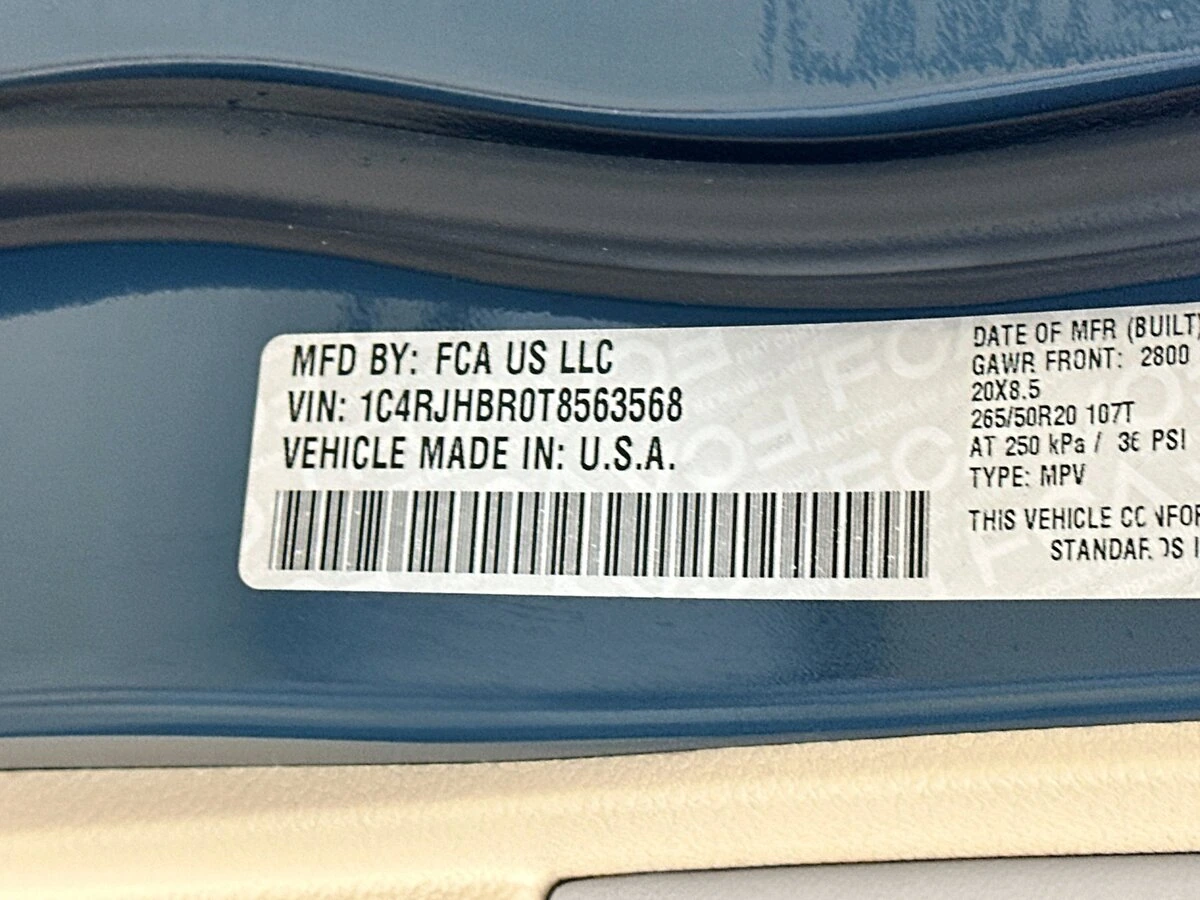 MFD BY: FCA US LLC
VIN: 1C4RJHBR0T8563568
VEHICLE MADE IN: U.S.A.
DATE OF MFR (BUILT)
GAWR FRONT: 2800
20X8.5
265/50R20 107T
AT 250 kPa / 36 PSI
TYPE: MPV
THIS VEHICLE